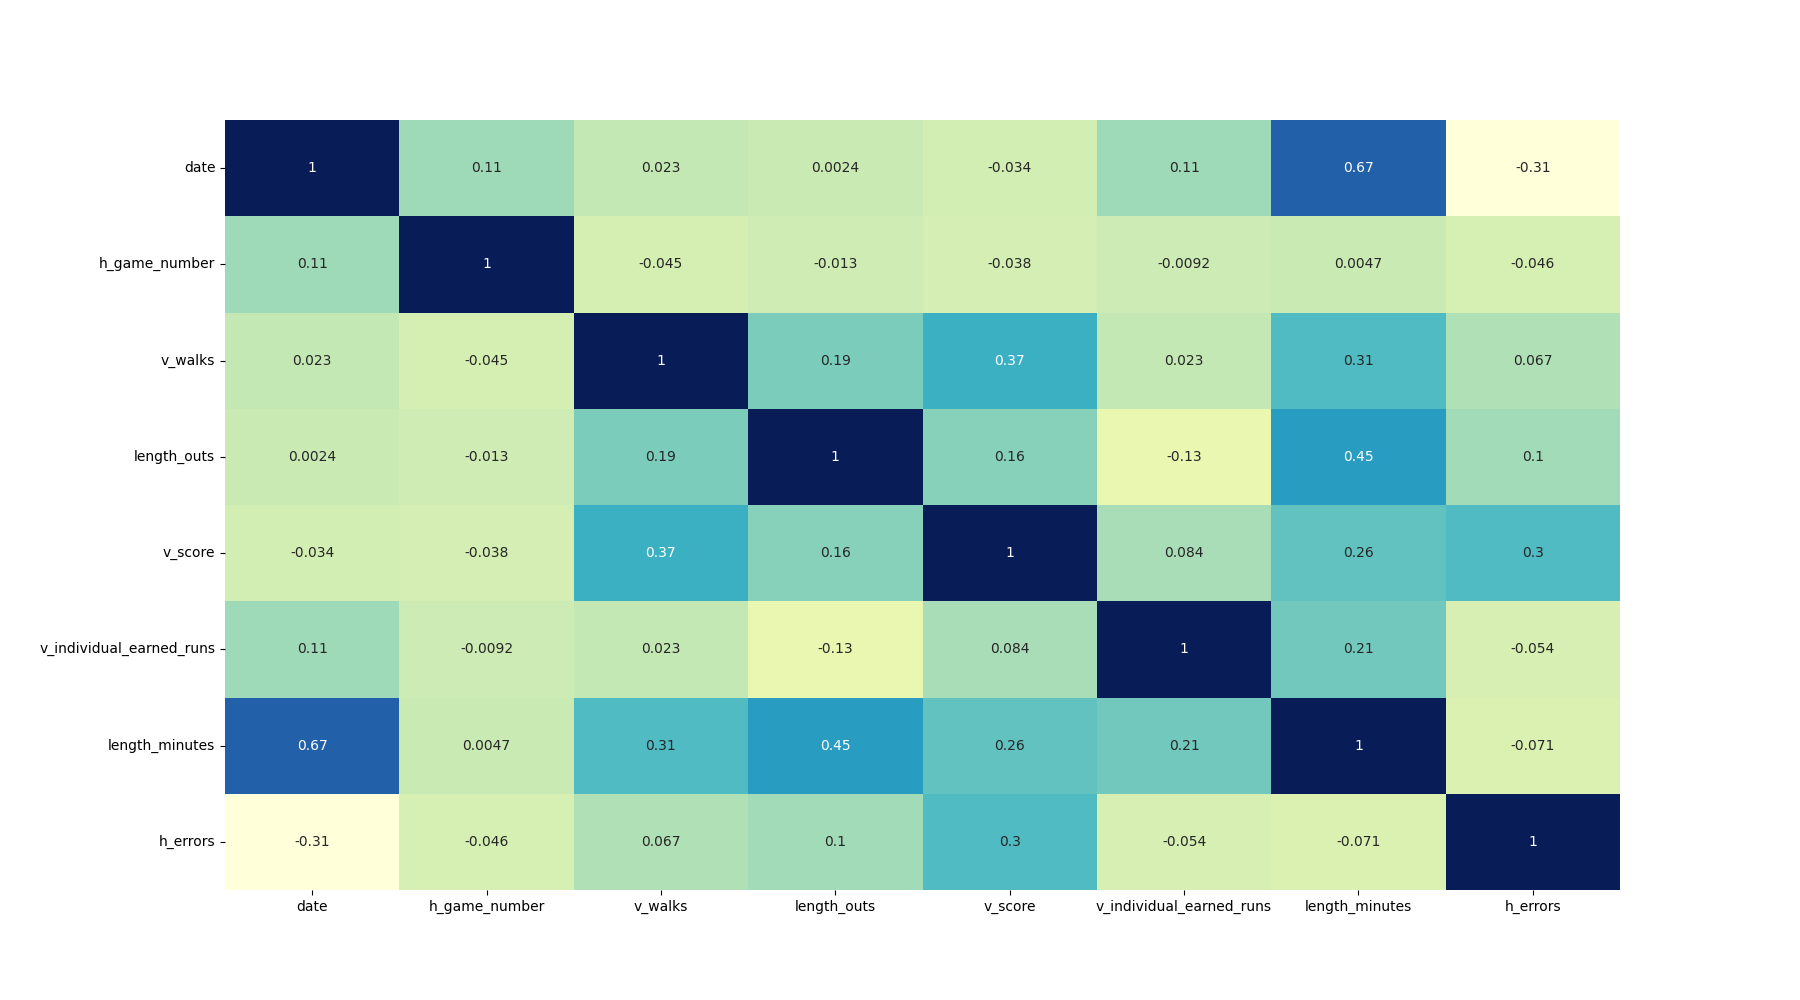 date 1 0.11 0.023 0.0024 -0.034 0.11 0.67 -0.31
h_game_number 0.11 1 -0.045 -0.013 -0.038 -0.0092 0.0047 -0.046
v_walks 0.023 -0.045 1 0.19 0.37 0.023 0.31 0.067
length_outs 0.0024 -0.013 0.19 1 0.16 -0.13 0.45 0.1
v_score -0.034 -0.038 0.37 0.16 1 0.084 0.26 0.3
v_individual_earned_runs 0.11 -0.0092 0.023 -0.13 0.084 1 0.21 -0.054
length_minutes 0.67 0.0047 0.31 0.45 0.26 0.21 1 -0.071
h_errors -0.31 -0.046 0.067 0.1 0.3 -0.054 -0.071 1
date h_game_number v_walks length_outs v_score v_individual_earned_runs length_minutes h_errors